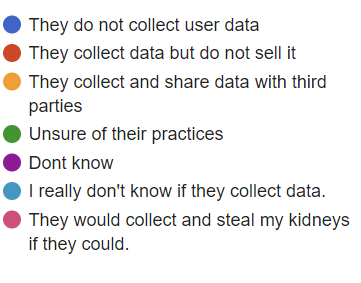 They do not collect user data
They collect data but do not sell it
They collect and share data with third
parties
Unsure of their practices
Dont know
I really don't know if they collect data.
They would collect and steal my kidneys
if they could.